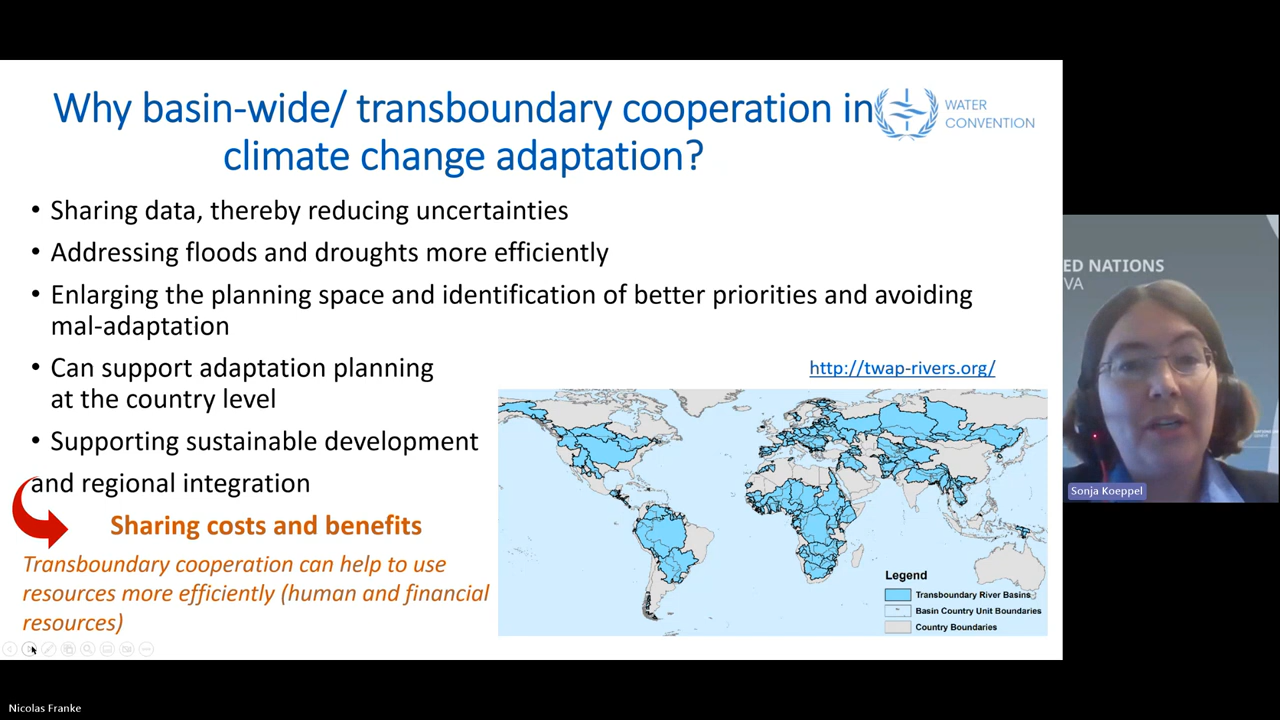 Why basin-wide/ transboundary cooperation in
climate change adaptation?
WATER
CONVENTION
• Sharing data, thereby reducing uncertainties
• Addressing floods and droughts more efficiently
• Enlarging the planning space and identification of better priorities and avoiding
mal-adaptation
• Can support adaptation planning
at the country level
http://twap-rivers.org/
• Supporting sustainable development
and regional integration
Sharing costs and benefits
Transboundary cooperation can help to use
resources more efficiently (human and financial
resources)
Legend
Transboundary River Basins
Basin Country Unit Boundaries
Country Boundaries
ED NATIONS
VA
Sonja Koeppel
Nicolas Franke